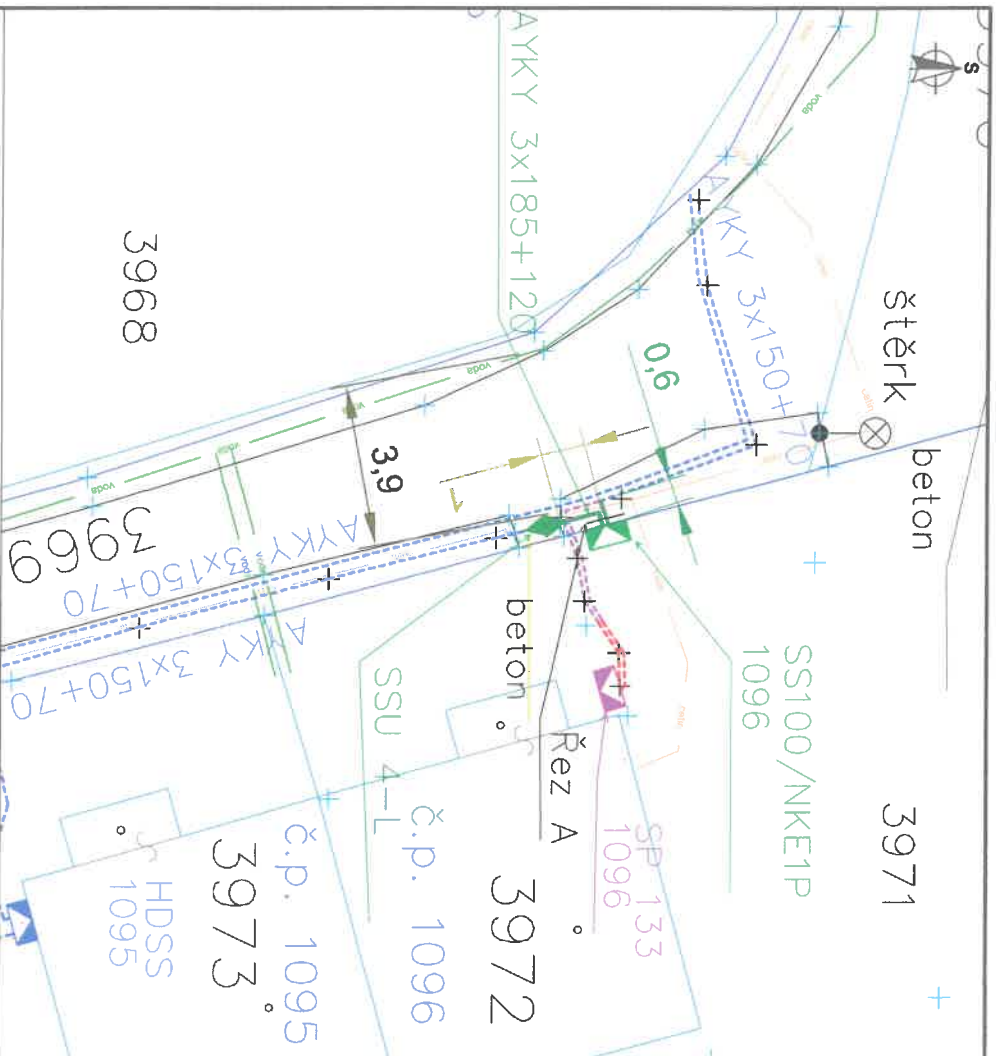 S
AYKY 3x185+120
AYKY 3x150+70
Štěrk
beton
voda
voda
voda
voda
voda
0,6
3,9
1
3968
3969
AYKY 3x150+70
AYKY 3x150+70
beton
Řez A
SSU 4-L
SS100/NKE1P
1096
3971
SP 133
1096
3972
č.p. 1096
č.p. 1095
3973
HDSS
1095